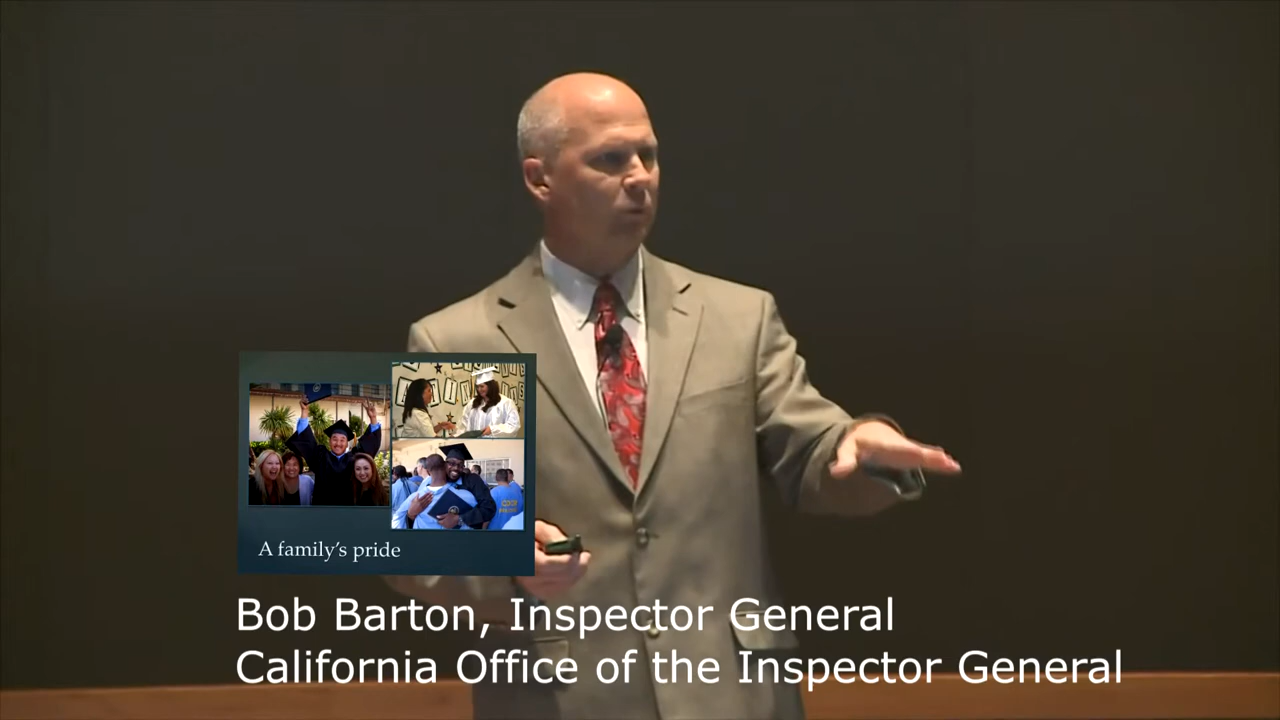 A family's pride
Bob Barton, Inspector General
California Office of the Inspector General